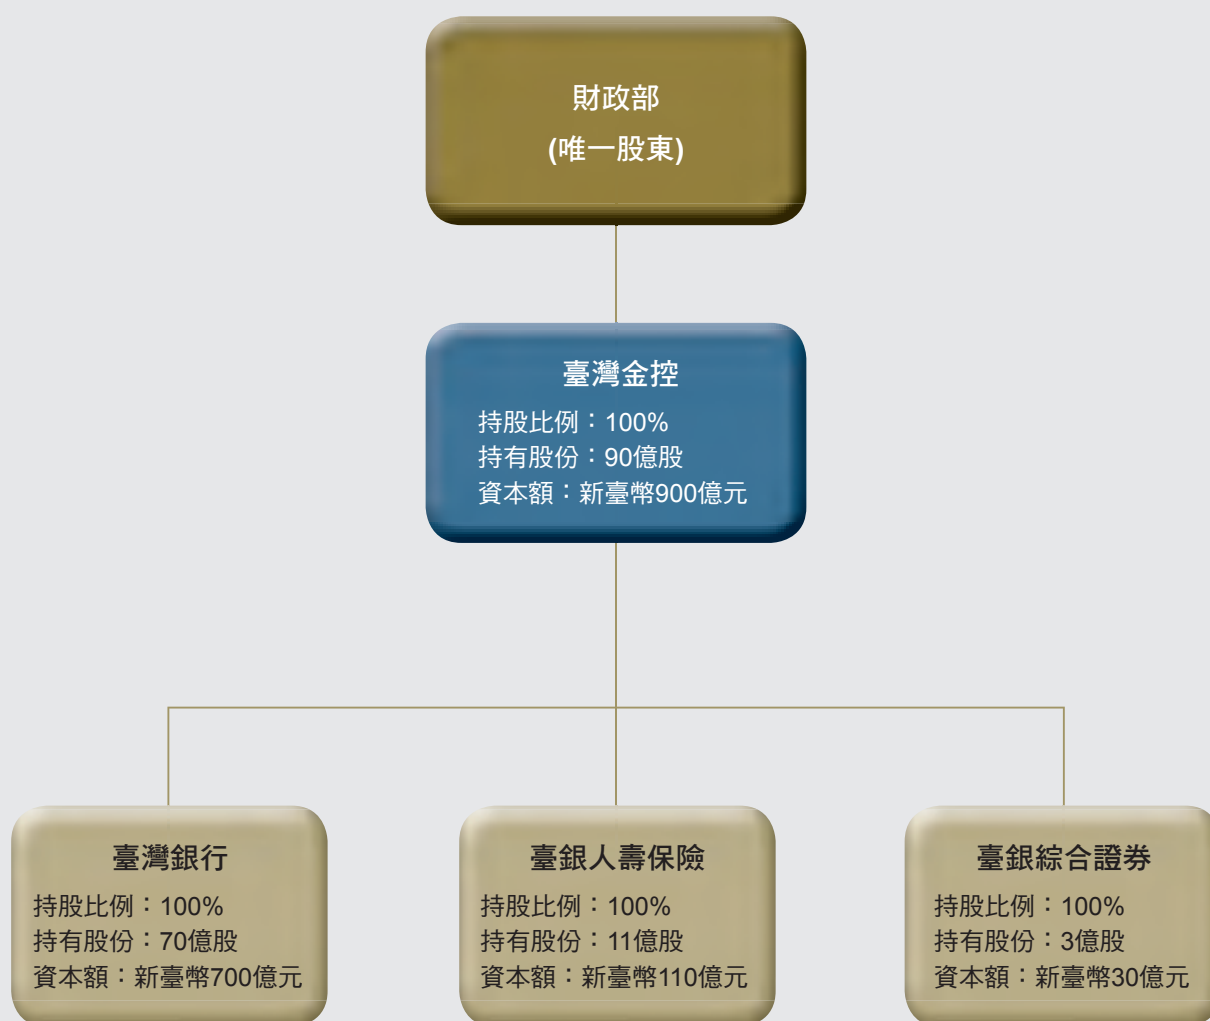 財政部
(唯一股東)
臺灣金控
持股比例：100%
持有股份：90億股
資本額：新臺幣900億元
臺灣銀行
持股比例：100%
持有股份：70億股
資本額：新臺幣700億元
臺銀人壽保險
持股比例：100%
持有股份：11億股
資本額：新臺幣110億元
臺銀綜合證券
持股比例：100%
持有股份：3億股
資本額：新臺幣30億元